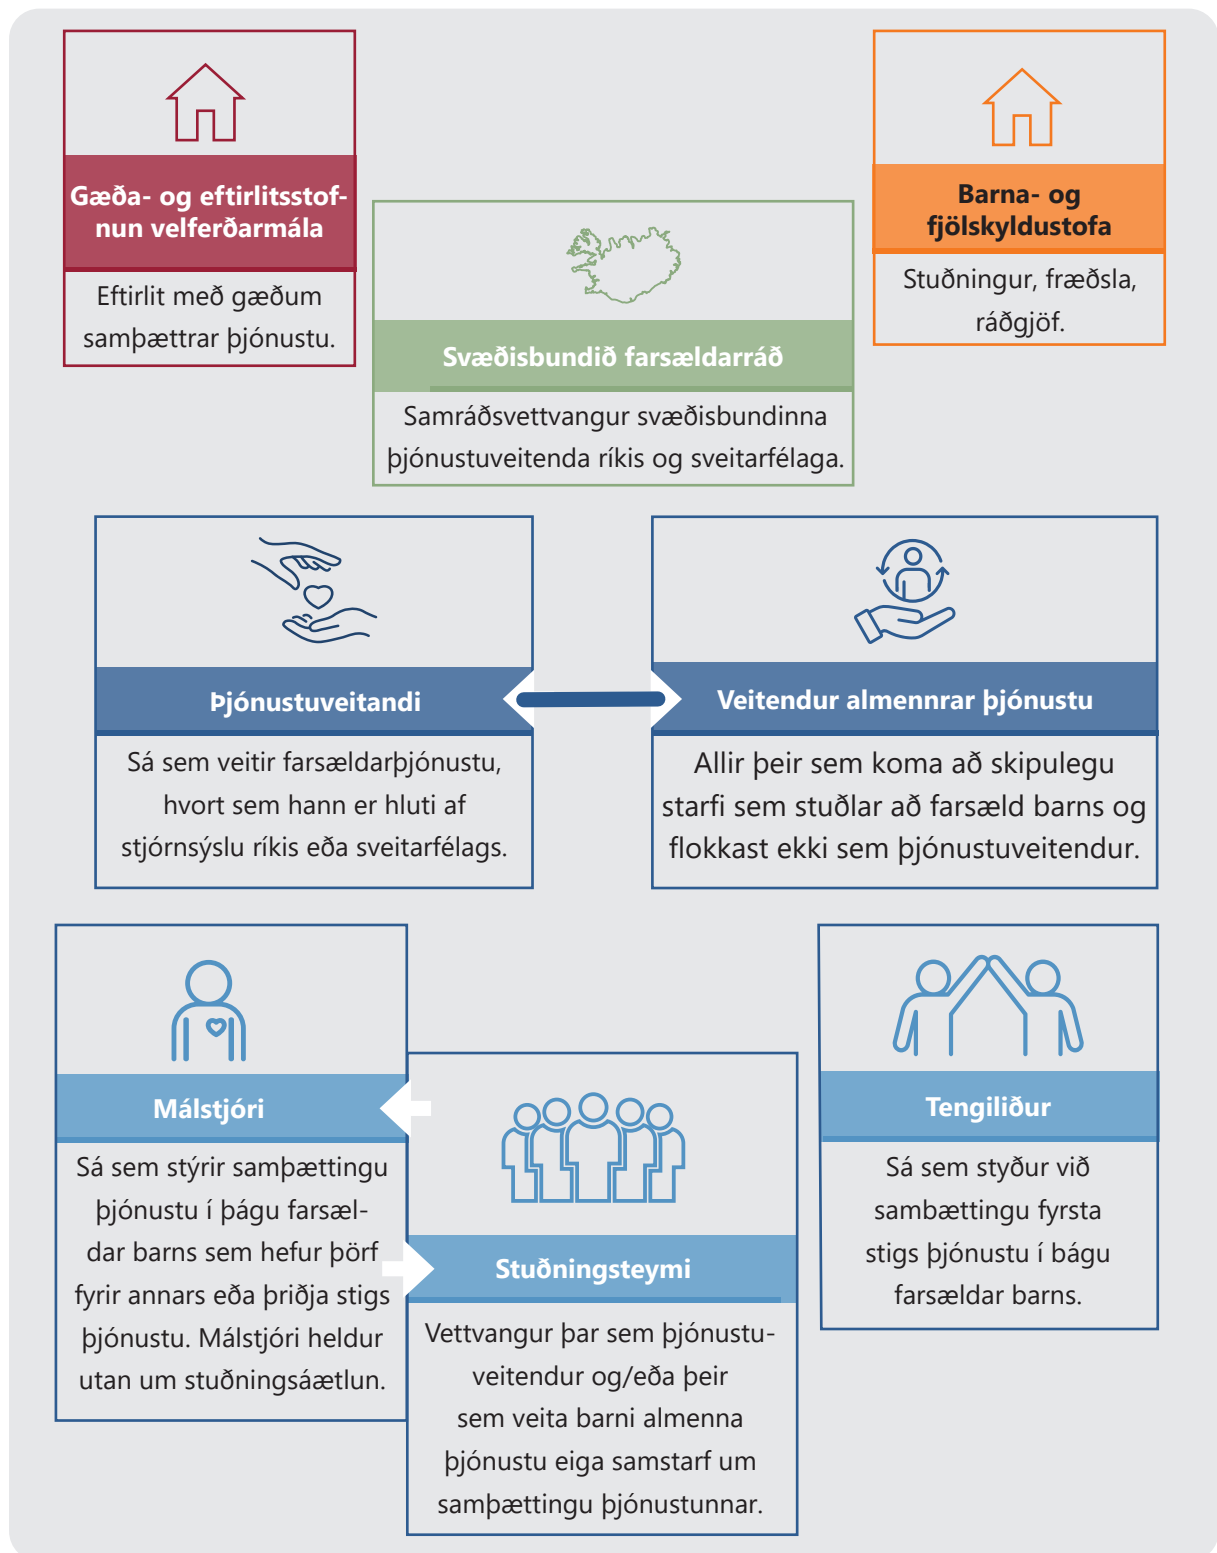 Gæða- og eftirlitsstof-
nun velferðarmála
Eftirlit með gæðum
samþættrar þjónustu.
Barna- og
fjölskyldustofa
Stuðningur, fræðsla,
ráðgjöf.
Svæðisbundið farsældarráð
Samráðsvettvangur svæðisbundinna
þjónustuveitenda ríkis og sveitarfélaga.
Þjónustuveitandi
Sá sem veitir farsældarþjónustu,
hvort sem hann er hluti af
stjórnsýslu ríkis eða sveitarfélags.
Veitendur almennrar þjónustu
Allir þeir sem koma að skipulegu
starfi sem stuðlar að farsæld barns og
flokkast ekki sem þjónustuveitendur.
Málstjóri
Sá sem stýrir samþættingu
þjónustu í þágu farsæl-
dar barns sem hefur þörf
fyrir annars eða þriðja stigs
þjónustu. Málstjóri heldur
utan um stuðningsáætlun.
Stuðningsteymi
Vettvangur þar sem þjónustu-
veitendur og/eða þeir
sem veita barni almenna
þjónustu eiga samstarf um
samþættingu þjónustunnar.
Tengiliður
Sá sem styður við
sambættingu fyrsta
stigs þjónustu í bágu
farsældar barns.